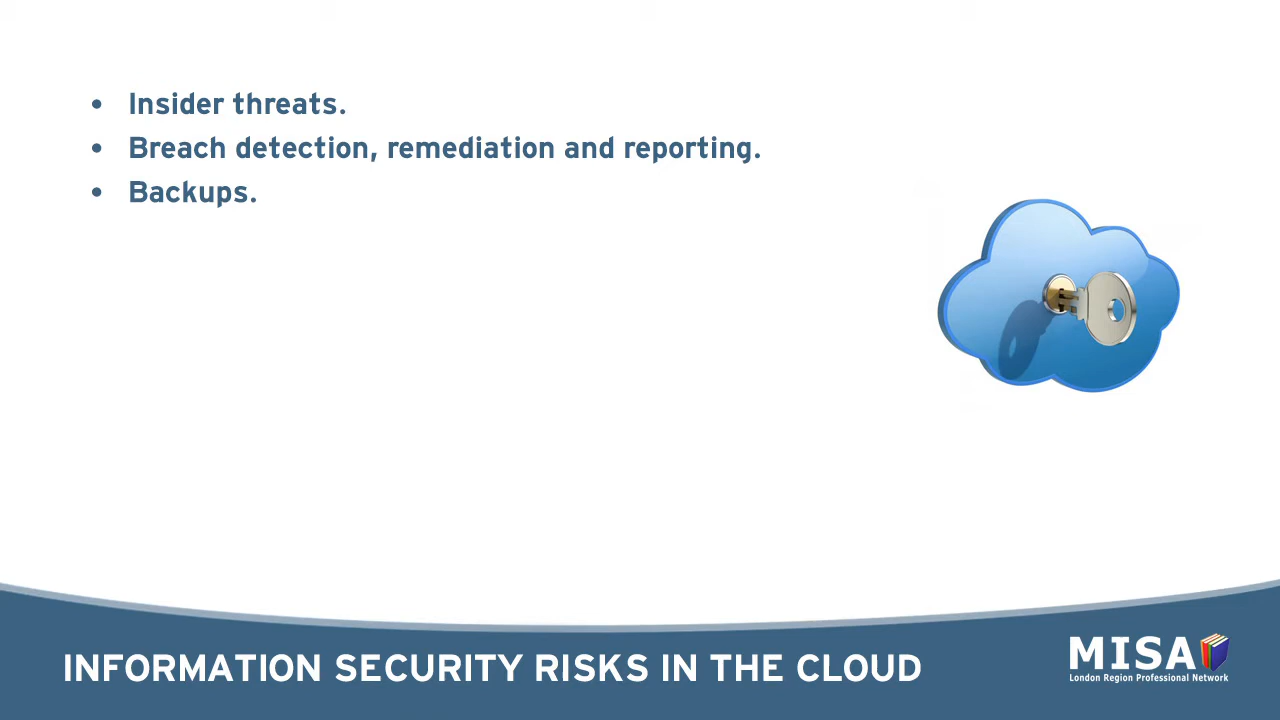 • Insider threats.
• Breach detection, remediation and reporting.
• Backups.
INFORMATION SECURITY RISKS IN THE CLOUD
MISA
London Region Professional Network